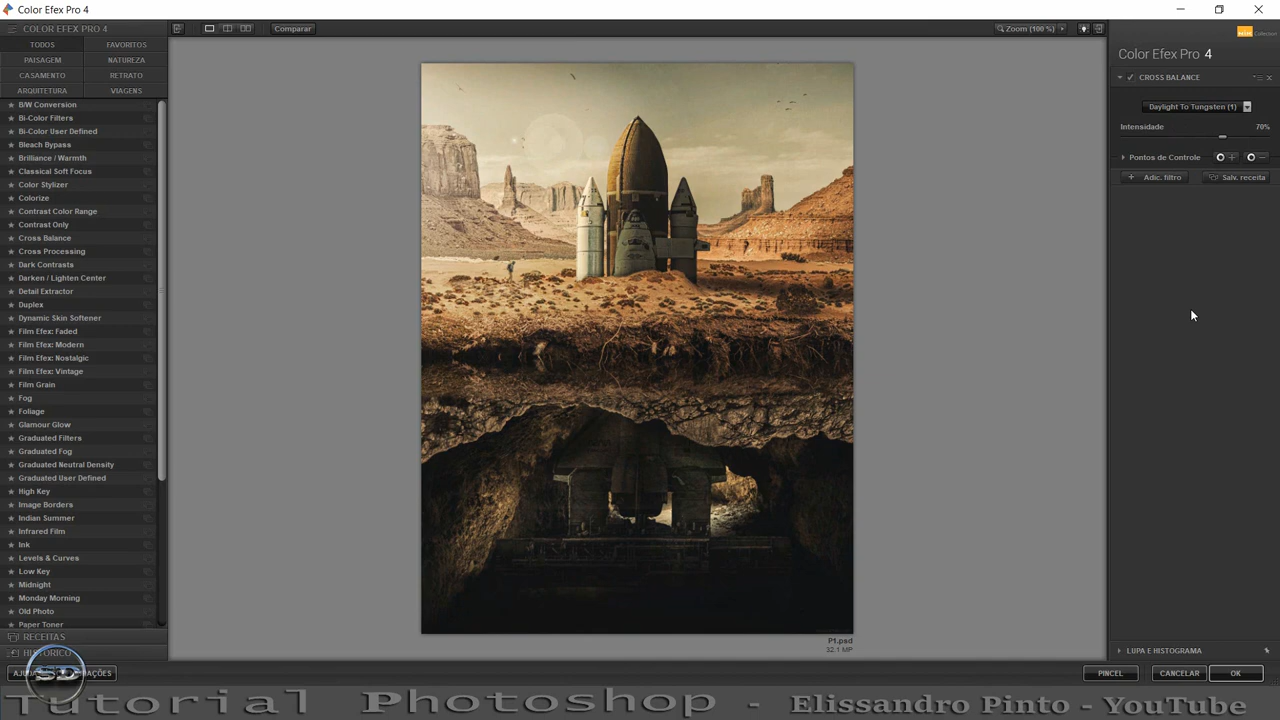 Color Efex Pro 4
COLOR EFEX PRO 4
TODOS
FAVORITOS
PAISAGEM
NATUREZA
CASAMENTO
RETRATO
ARQUITETURA
VIAGENS
B/W Conversion
Bi-Color Filters
Bi-Color User Defined
Bleach Bypass
Brilliance / Warmth
Classical Soft Focus
Color Stylizer
Colorize
Contrast Color Range
Contrast Only
Cross Balance
Cross Processing
Dark Contrasts
Darken / Lighten Center
Detail Extractor
Duplex
Dynamic Skin Softener
Film Efex: Faded
Film Efex: Modern
Film Efex: Nostalgic
Film Efex: Vintage
Film Grain
Fog
Foliage
Glamour Glow
Graduated Filters
Graduated Fog
Graduated Neutral Density
Graduated User Defined
High Key
Image Borders
Indian Summer
Infrared Film
Ink
Levels & Curves
Low Key
Midnight
Monday Morning
Old Photo
Paper Toner
RECEITAS
HISTÓRICO
Comparar
Zoom (100 %)
P1.psd
32.1 MP
Collection
Color Efex Pro 4
CROSS BALANCE
Daylight To Tungsten (1)
Intensidade 70%
Pontos de Controle
Adic. filtro
Salv. receita
LUPA E HISTOGRAMA
PINCEL
CANCELAR
OK
SD
Tutorial Photoshop - Elissandro Pinto - YouTube